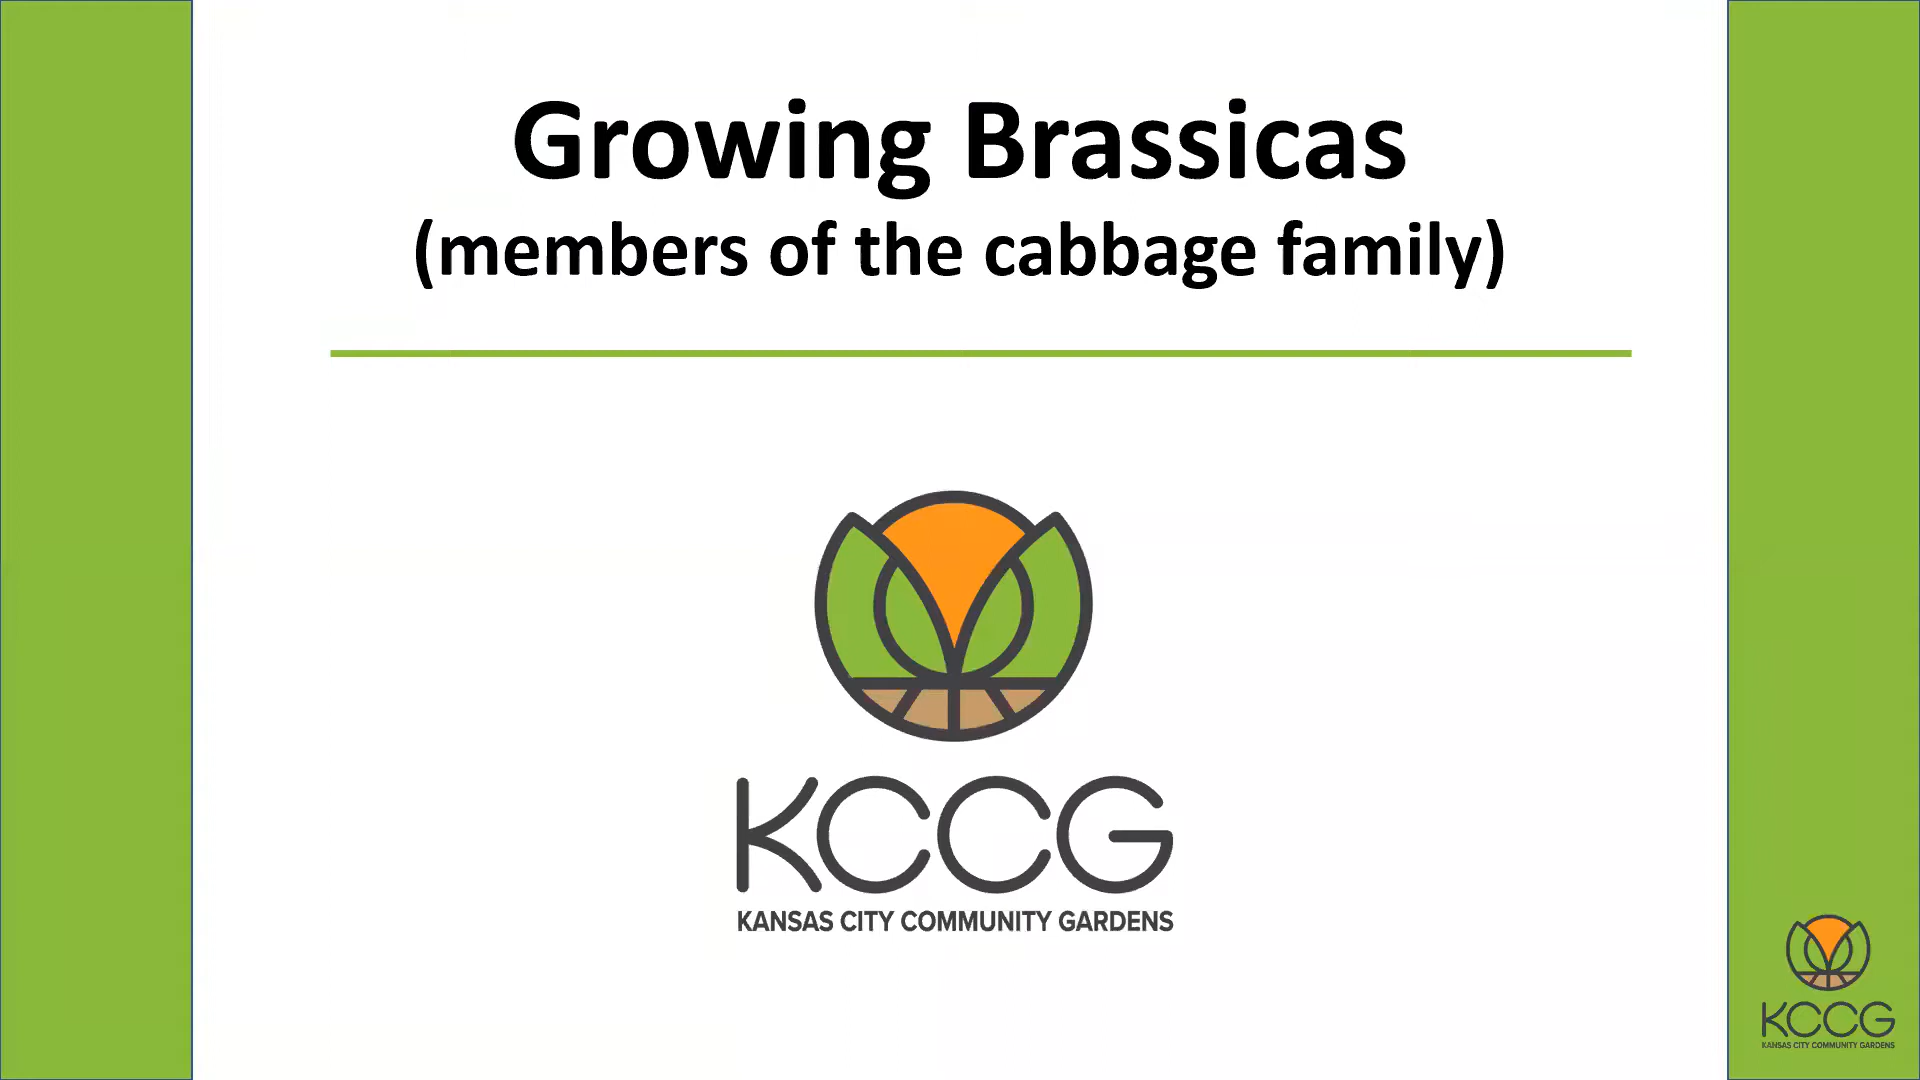 Growing Brassicas
(members of the cabbage family)
KCCG
KANSAS CITY COMMUNITY GARDENS
KCCG
KANSAS CITY COMMUNITY GARDENS